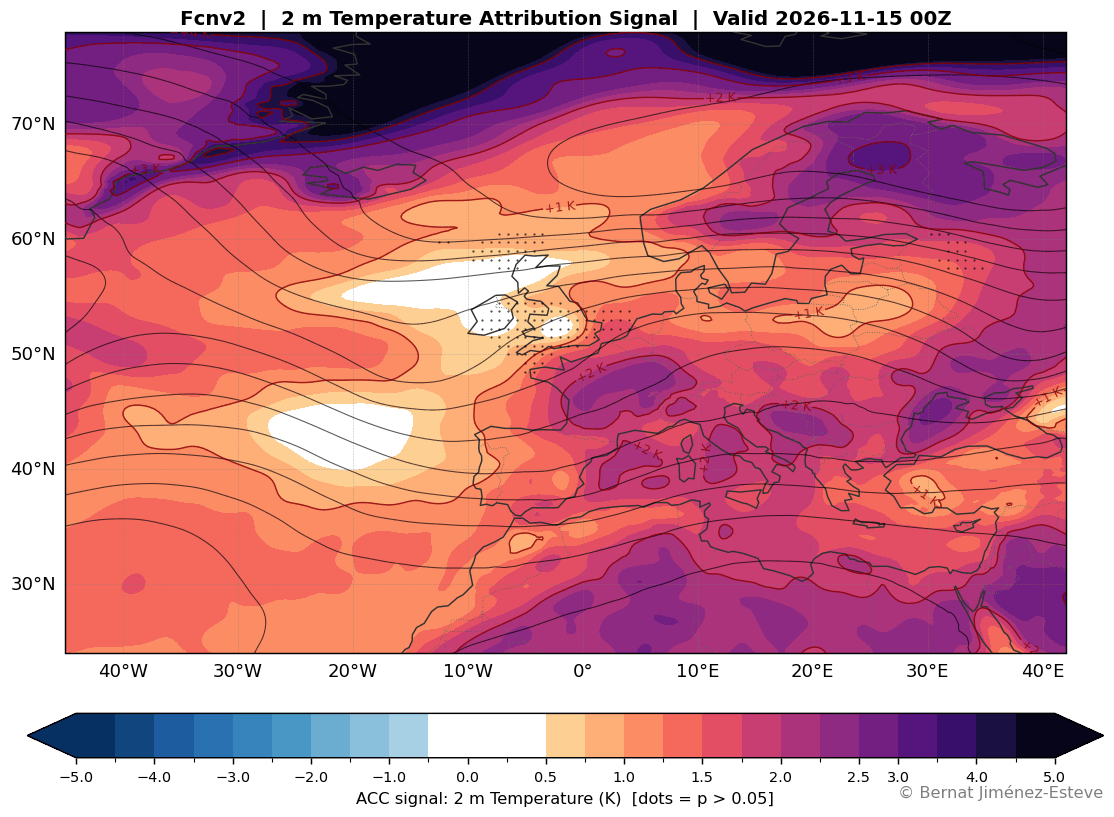 Fcnv2 | 2 m Temperature Attribution Signal | Valid 2026-11-15 00Z
70°N
60°N
50°N
40°N
30°N
+2 K
+3 K
+3 K
+1 K
+1 K
+2 K
+1 K
+2 K
+2 K
+1 K
40°W
30°W
20°W
10°W
0°
10°E
20°E
30°E
40°E
−5.0
−4.0
−3.0
−2.0
−1.0
0.0
0.5
1.0
1.5
2.0
2.5
3.0
4.0
5.0
ACC signal: 2 m Temperature (K) [dots = p > 0.05]
© Bernat Jiménez-Esteve